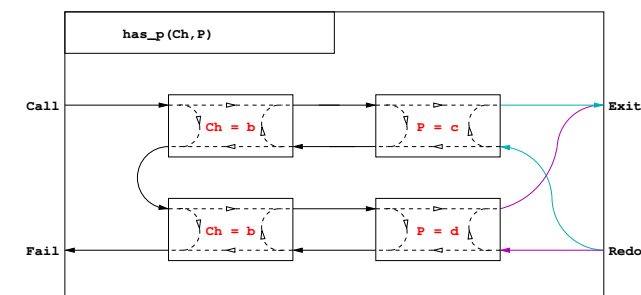 has_p(Ch,P)
Call
Exit
Ch = b
P = c
Ch = b
P = d
Fail
Redo